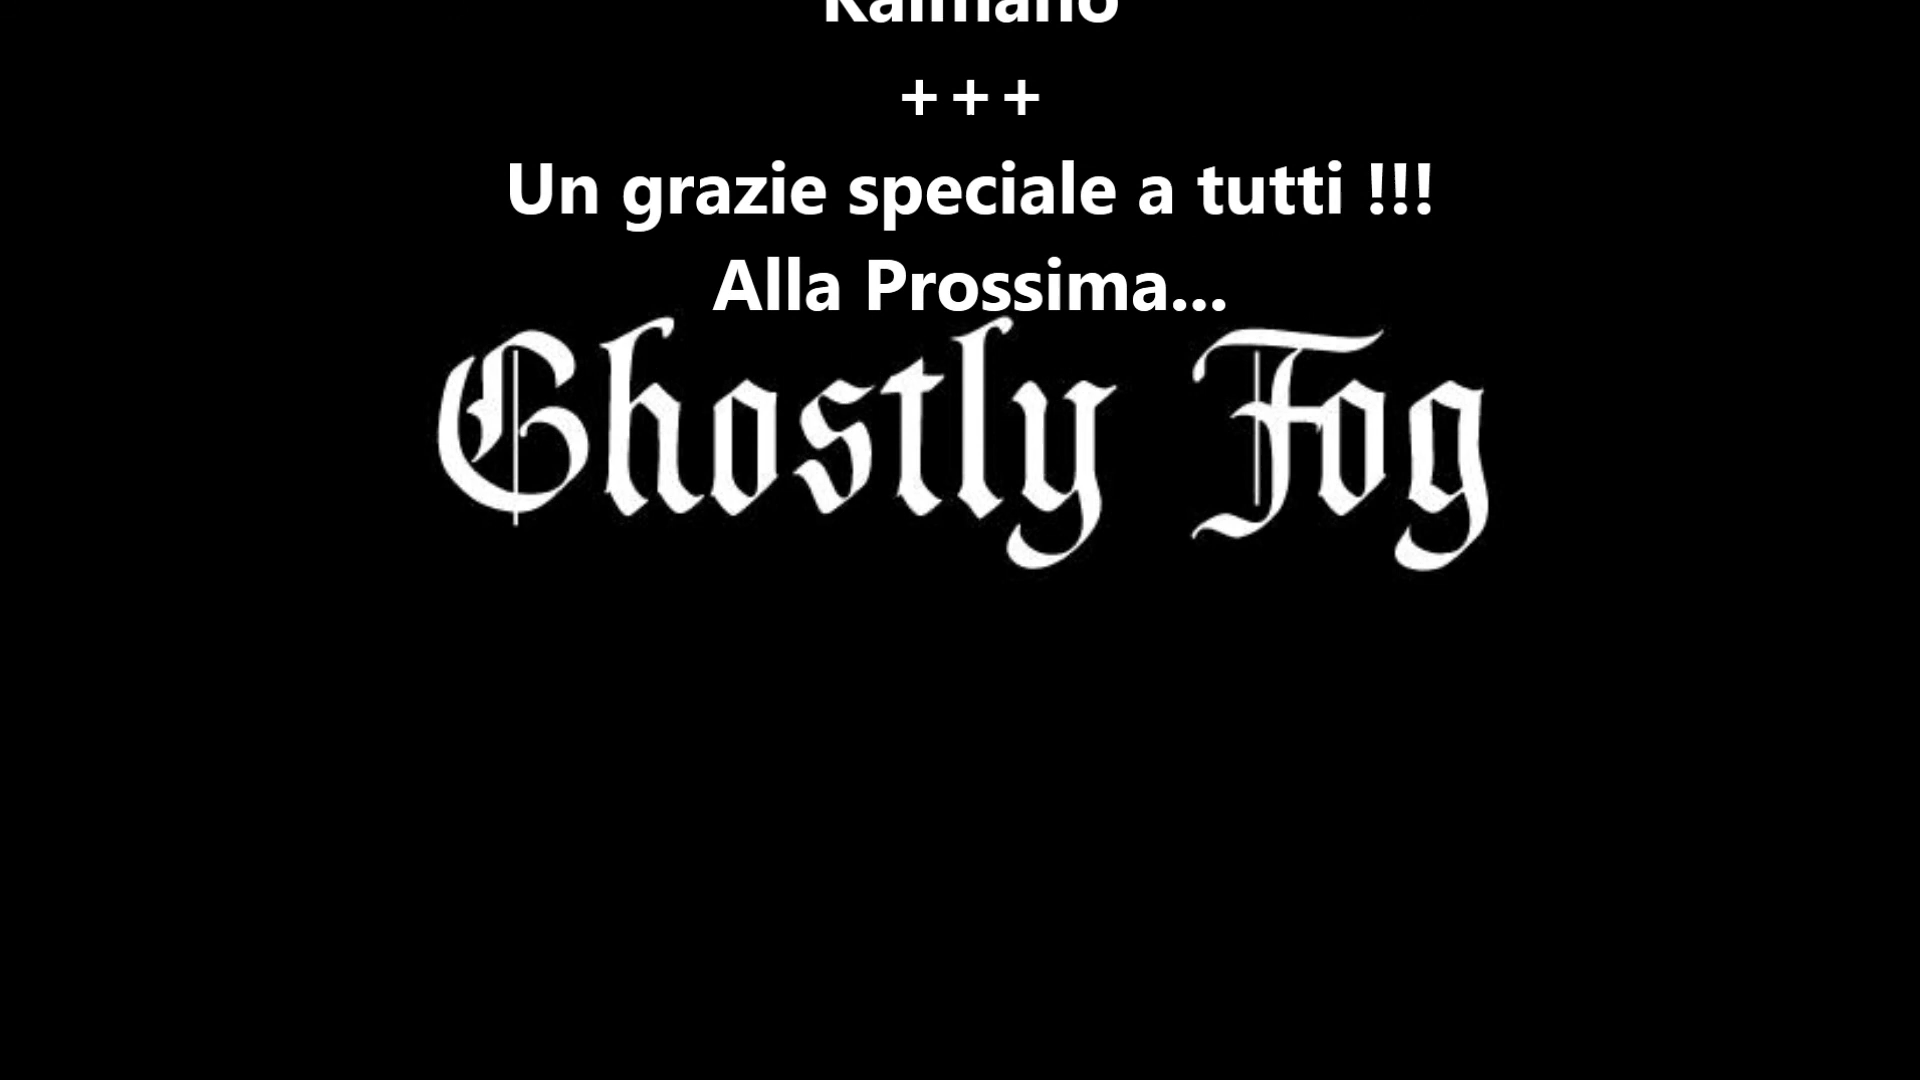 +++
Un grazie speciale a tutti !!!
Alla Prossima...
Ghostly Fog